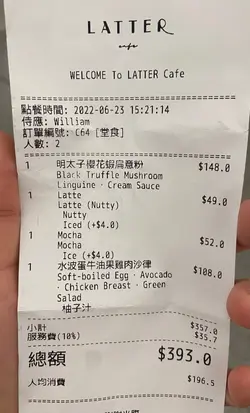 LATTER
cafe
WELCOME To LATTER Cafe
點餐時間: 2022-06-23 15:21:14
侍應: William
訂單編號: C64 [堂食]
人數: 2
1 明太子櫻花蝦扁意粉 $148.0
Black Truffle Mushroom
Linguine · Cream Sauce
1 Latte $49.0
Latte (Nutty)
Nutty
Iced (+$4.0)
1 Mocha $52.0
Mocha
Ice (+$4.0)
1 水波蛋牛油果雞肉沙律 $108.0
Soft-boiled Egg · Avocado
· Chicken Breast · Green
Salad
柚子汁
小計 $357.0
服務費(10%) $35.7
總額 $393.0
人均消費 $196.5